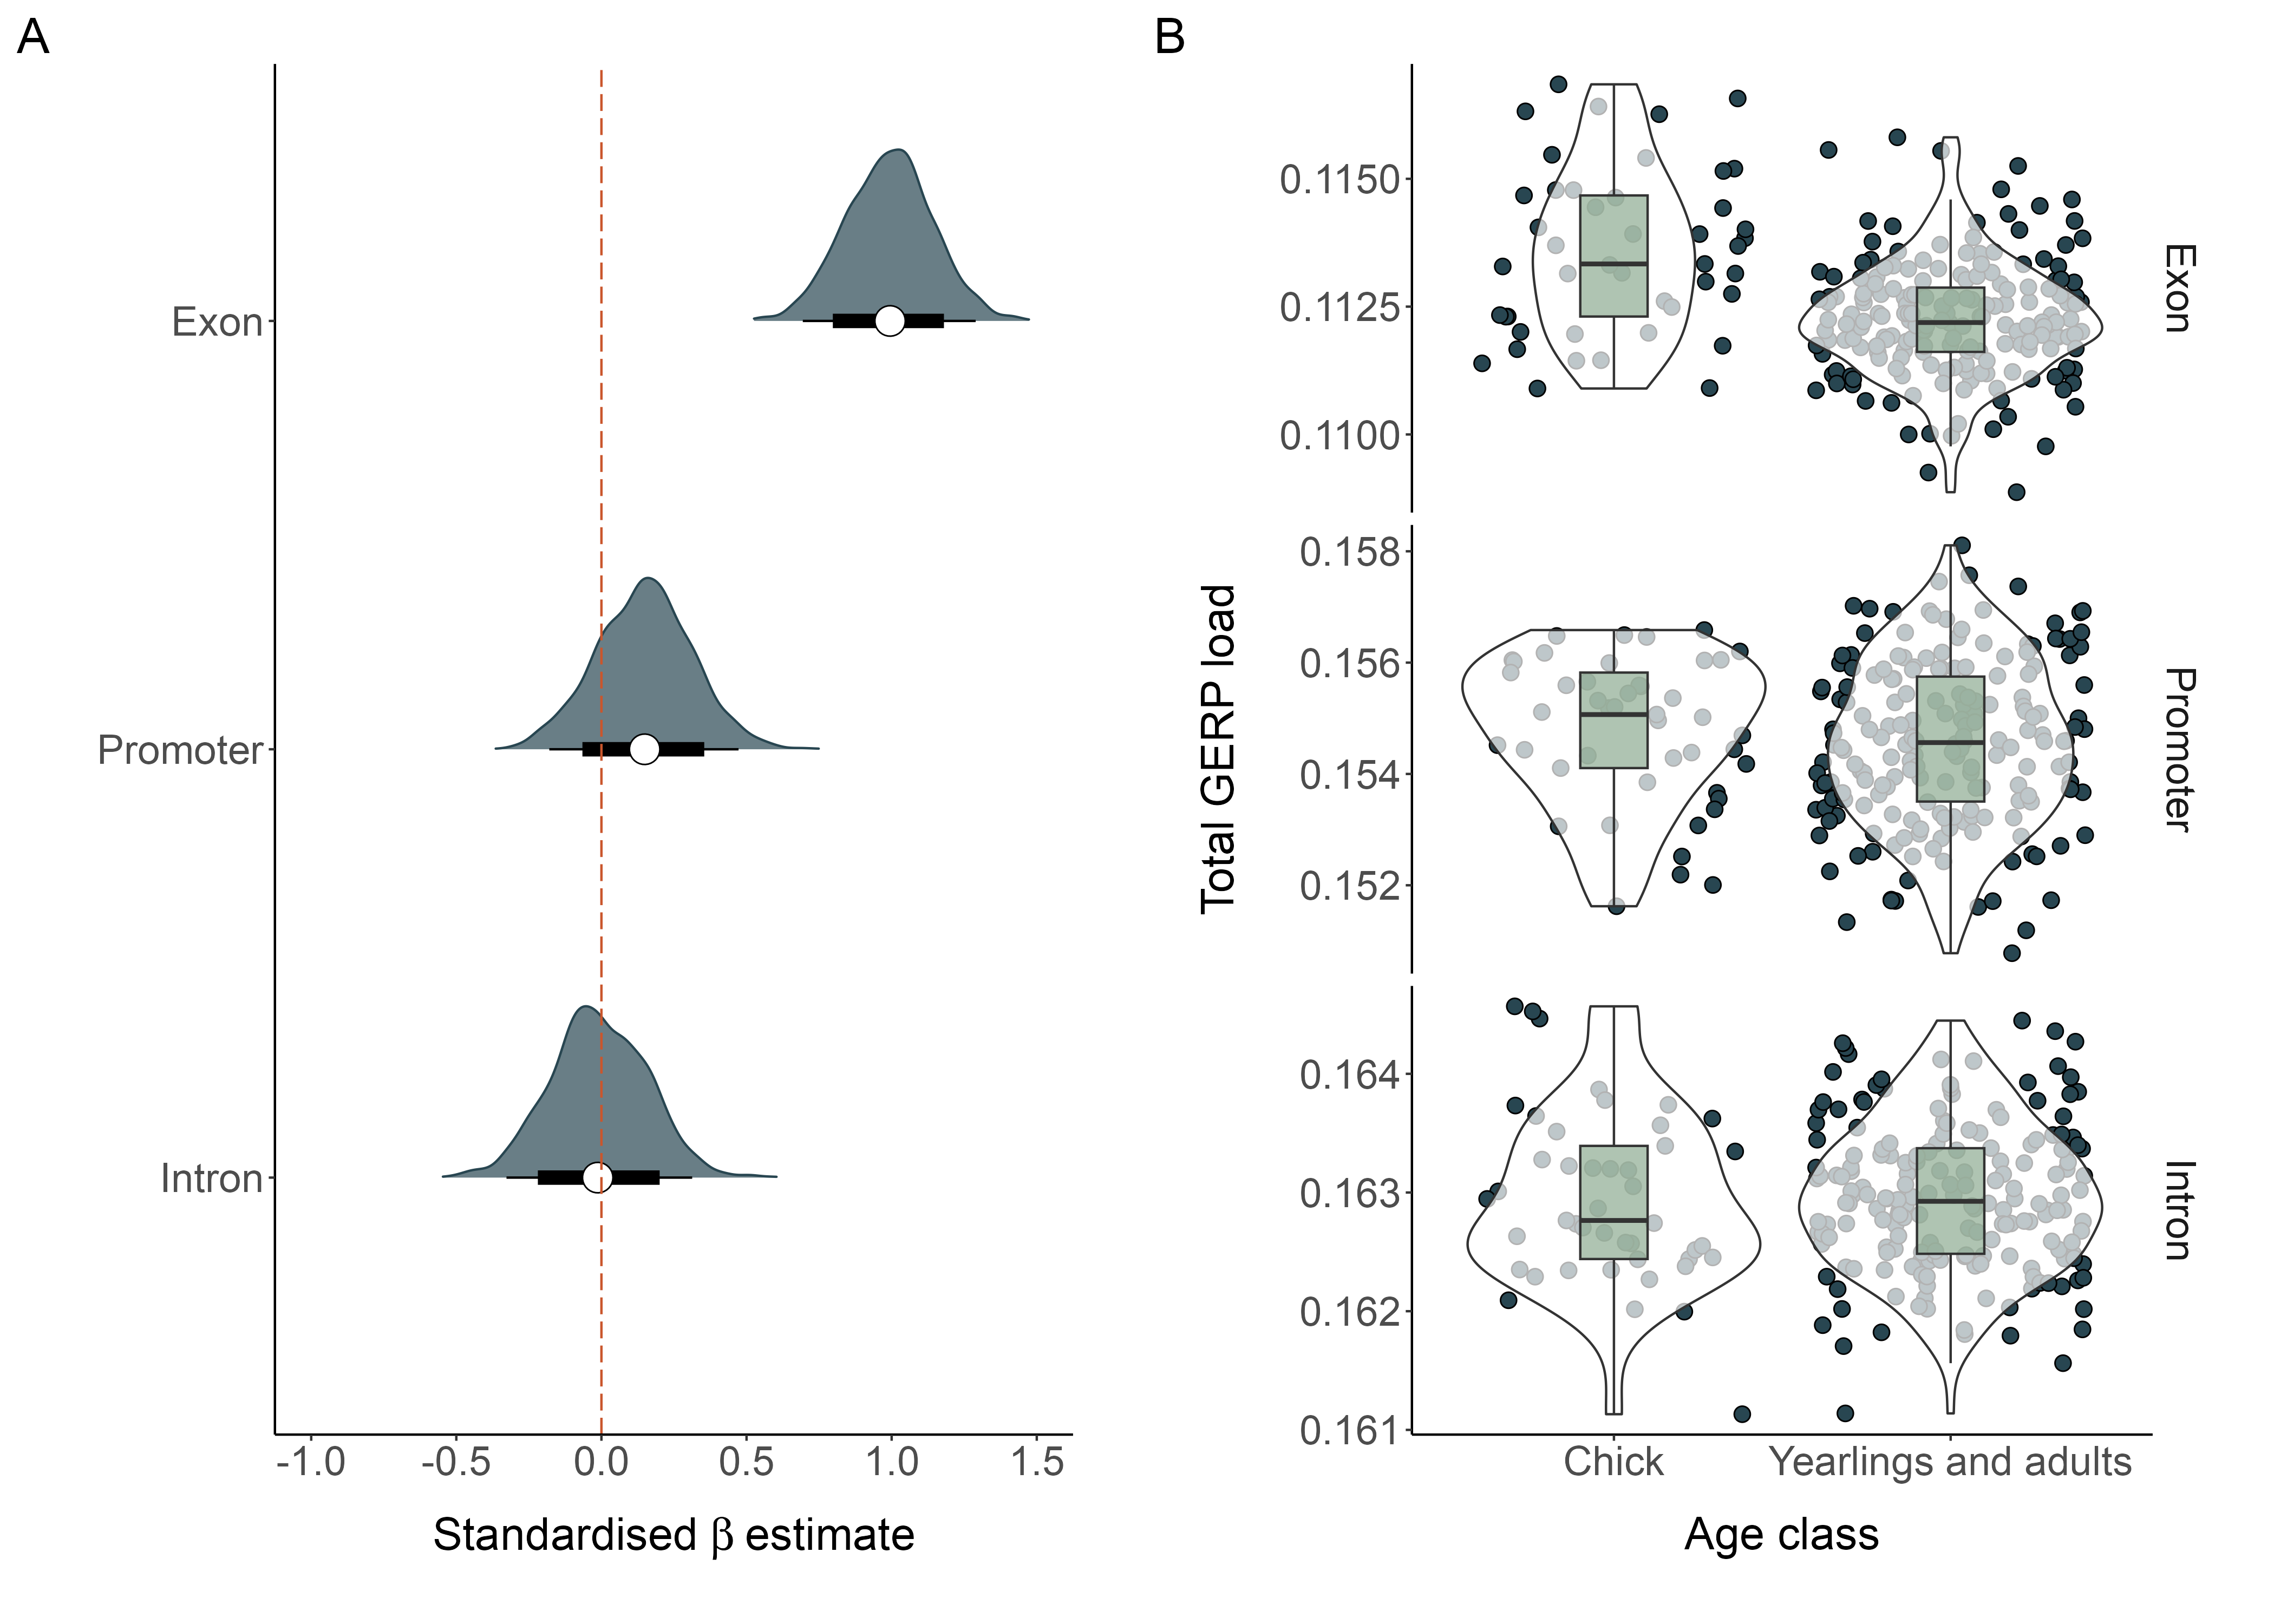 A
Exon
Promoter
Intron
-1.0 -0.5 0.0 0.5 1.0 1.5
Standardised β estimate
B
Total GERP load
0.1150
0.1125
0.1100
Exon
0.158
0.156
0.154
0.152
Promoter
0.164
0.163
0.162
0.161
Intron
Chick Yearlings and adults
Age class